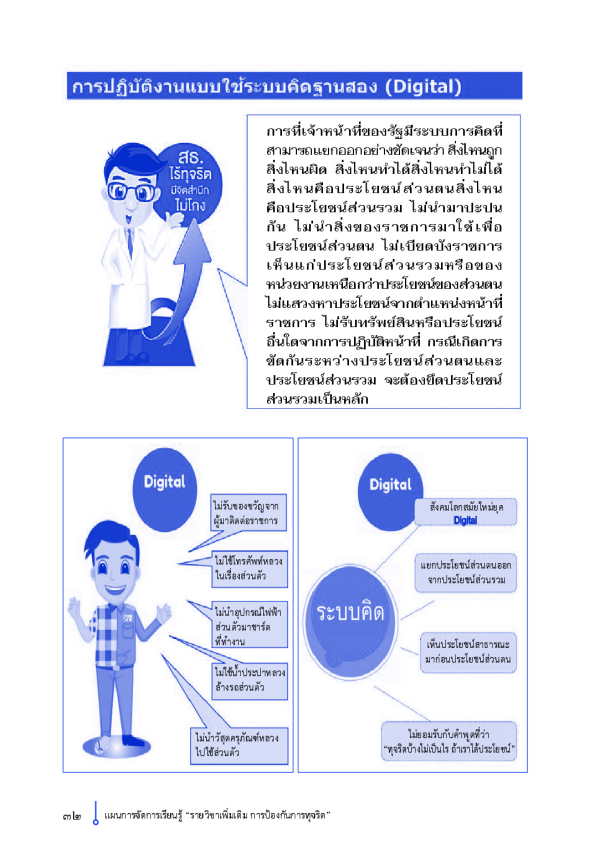 การปฏิบัติงานแบบใช้ระบบคิดฐานสอง (Digital)
สธ.
ไร้ทุจริต
มีจิตสำนึก
ไม่โกง
การที่เจ้าหน้าที่ของรัฐมีระบบการคิดที่
สามารถแยกออกอย่างชัดเจนว่า สิ่งไหนถูก
สิ่งไหนผิด สิ่งไหนทำได้สิ่งไหนทำไม่ได้
สิ่งไหนคือประโยชน์ส่วนตนสิ่งไหน
คือประโยชน์ส่วนรวม ไม่นำมาปะปน
กัน ไม่นำสิ่งของราชการมาใช้เพื่อ
ประโยชน์ส่วนตน ไม่เบียดบังราชการ
เห็นแก่ประโยชน์ส่วนรวมหรือของ
หน่วยงานเหนือกว่าประโยชน์ของส่วนตน
ไม่แสวงหาประโยชน์จากตำแหน่งหน้าที่
ราชการ ไม่รับทรัพย์สินหรือประโยชน์
อื่นใดจากการปฏิบัติหน้าที่ กรณีเกิดการ
ขัดกันระหว่างประโยชน์ส่วนตนและ
ประโยชน์ส่วนรวม จะต้องยึดประโยชน์
ส่วนรวมเป็นหลัก
Digital
ไม่รับของขวัญจาก
ผู้มาติดต่อราชการ
ไม่ใช้โทรศัพท์หลวง
ในเรื่องส่วนตัว
ไม่นำอุปกรณ์ไฟฟ้า
ส่วนตัวมาชาร์ต
ที่ทำงาน
ไม่ใช้น้ำประปาหลวง
ล้างรถส่วนตัว
ไม่นำวัสดุครุภัณฑ์หลวง
ไปใช้ส่วนตัว
Digital
สังคมโลกสมัยใหม่ยุค
Digital
แยกประโยชน์ส่วนตนออก
จากประโยชน์ส่วนรวม
ระบบคิด
เห็นประโยชน์สาธารณะ
มาก่อนประโยชน์ส่วนตน
ไม่ยอมรับกับคำพูดที่ว่า
“ทุจริตบ้างไม่เป็นไร ถ้าเราได้ประโยชน์”
๓๒ แผนการจัดการเรียนรู้ “รายวิชาเพิ่มเติม การป้องกันการทุจริต”